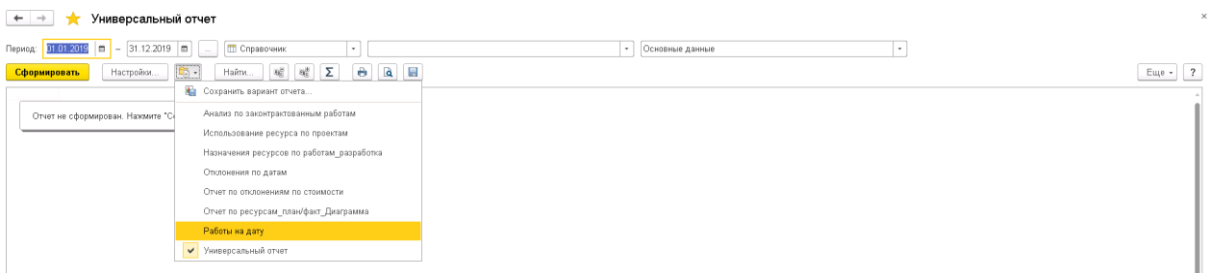 Универсальный отчет
Период: 01.01.2019 – 31.12.2019 ... Справочник Основные данные
Сформировать Настройки... Найти... Σ Еще ?
Сохранить вариант отчета...
Отчет не сформирован. Нажмите "С
Анализ по законтрактованным работам
Использование ресурса по проектам
Назначения ресурсов по работам_разработка
Отклонения по датам
Отчет по отклонениям по стоимости
Отчет по ресурсам_план/факт_Диаграмма
Работы на дату
Универсальный отчет